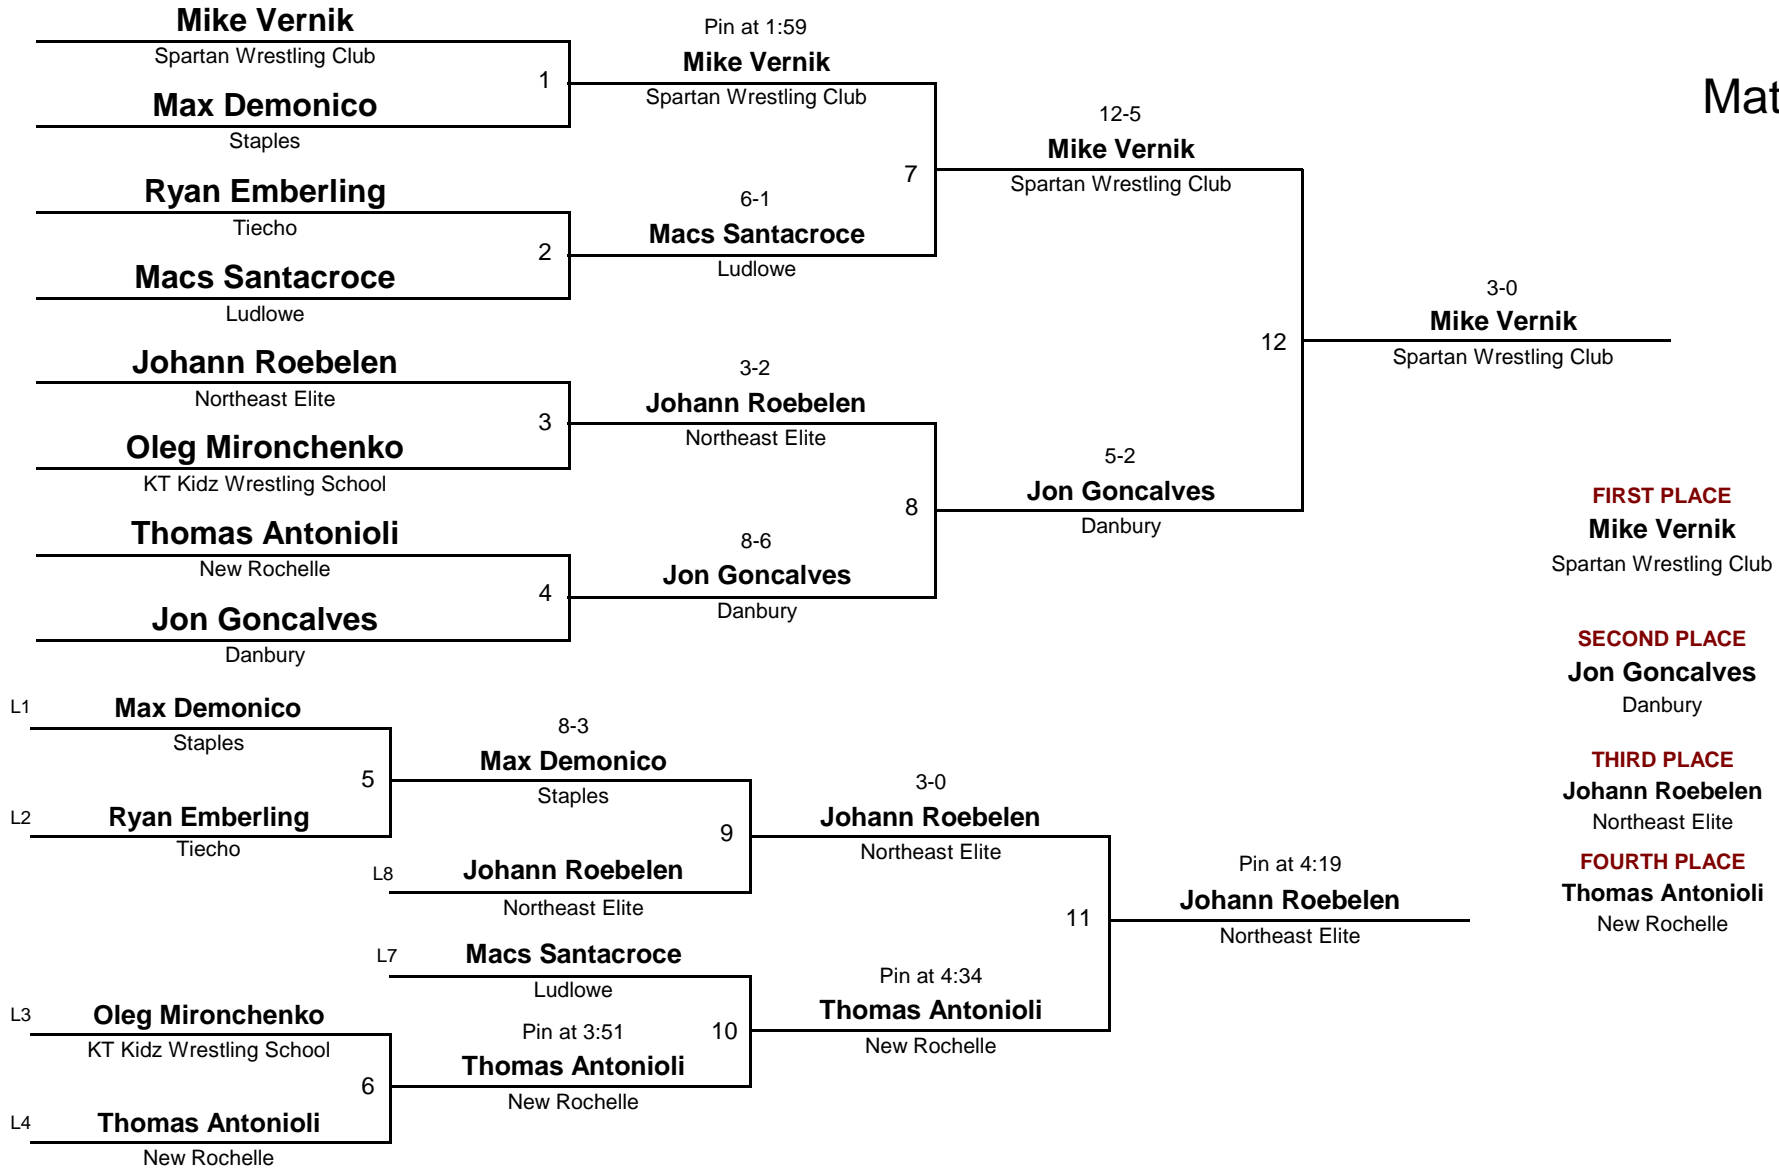 Mike Vernik
Spartan Wrestling Club
1
Max Demonico
Staples
Ryan Emberling
Tiecho
2
Macs Santacroce
Ludlowe
Johann Roebelen
Northeast Elite
3
Oleg Mironchenko
KT Kidz Wrestling School
Thomas Antonioli
New Rochelle
4
Jon Goncalves
Danbury
Pin at 1:59
Mike Vernik
Spartan Wrestling Club
7
6-1
Macs Santacroce
Ludlowe
3-2
Johann Roebelen
Northeast Elite
8
8-6
Jon Goncalves
Danbury
12-5
Mike Vernik
Spartan Wrestling Club
12
5-2
Jon Goncalves
Danbury
3-0
Mike Vernik
Spartan Wrestling Club
Mat
FIRST PLACE
Mike Vernik
Spartan Wrestling Club
SECOND PLACE
Jon Goncalves
Danbury
THIRD PLACE
Johann Roebelen
Northeast Elite
FOURTH PLACE
Thomas Antonioli
New Rochelle
L1
Max Demonico
Staples
5
L2
Ryan Emberling
Tiecho
8-3
Max Demonico
Staples
9
L8
Johann Roebelen
Northeast Elite
L7
Macs Santacroce
Ludlowe
L3
Oleg Mironchenko
KT Kidz Wrestling School
6
L4
Thomas Antonioli
New Rochelle
Pin at 3:51
10
Thomas Antonioli
New Rochelle
3-0
Johann Roebelen
Northeast Elite
11
Pin at 4:34
Thomas Antonioli
New Rochelle
Pin at 4:19
Johann Roebelen
Northeast Elite